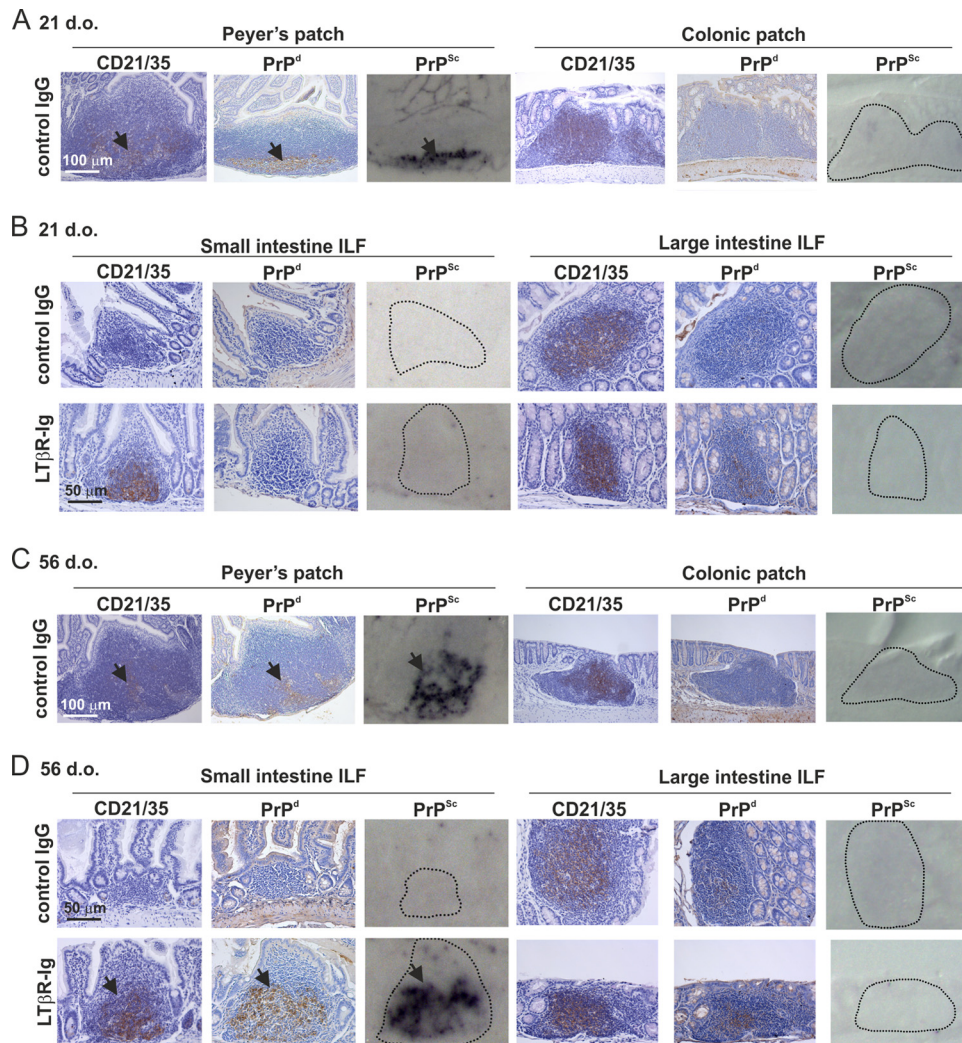 A 21 d.o.
Peyer's patch
Colonic patch
CD21/35 PrPᵈ PrPˢᶜ CD21/35 PrPᵈ PrPˢᶜ
control IgG
100 μm
B 21 d.o.
Small intestine ILF
Large intestine ILF
CD21/35 PrPᵈ PrPˢᶜ CD21/35 PrPᵈ PrPˢᶜ
control IgG
LTβR-Ig
50 μm
C 56 d.o.
Peyer's patch
Colonic patch
CD21/35 PrPᵈ PrPˢᶜ CD21/35 PrPᵈ PrPˢᶜ
control IgG
100 μm
D 56 d.o.
Small intestine ILF
Large intestine ILF
CD21/35 PrPᵈ PrPˢᶜ CD21/35 PrPᵈ PrPˢᶜ
control IgG
50 μm
LTβR-Ig